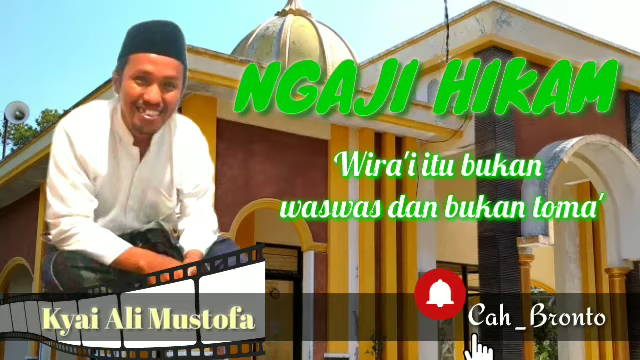 NGAJI HIKAM
Wira'i itu bukan
waswas dan bukan toma'
Kyai Ali Mustofa
Cah_Bronto